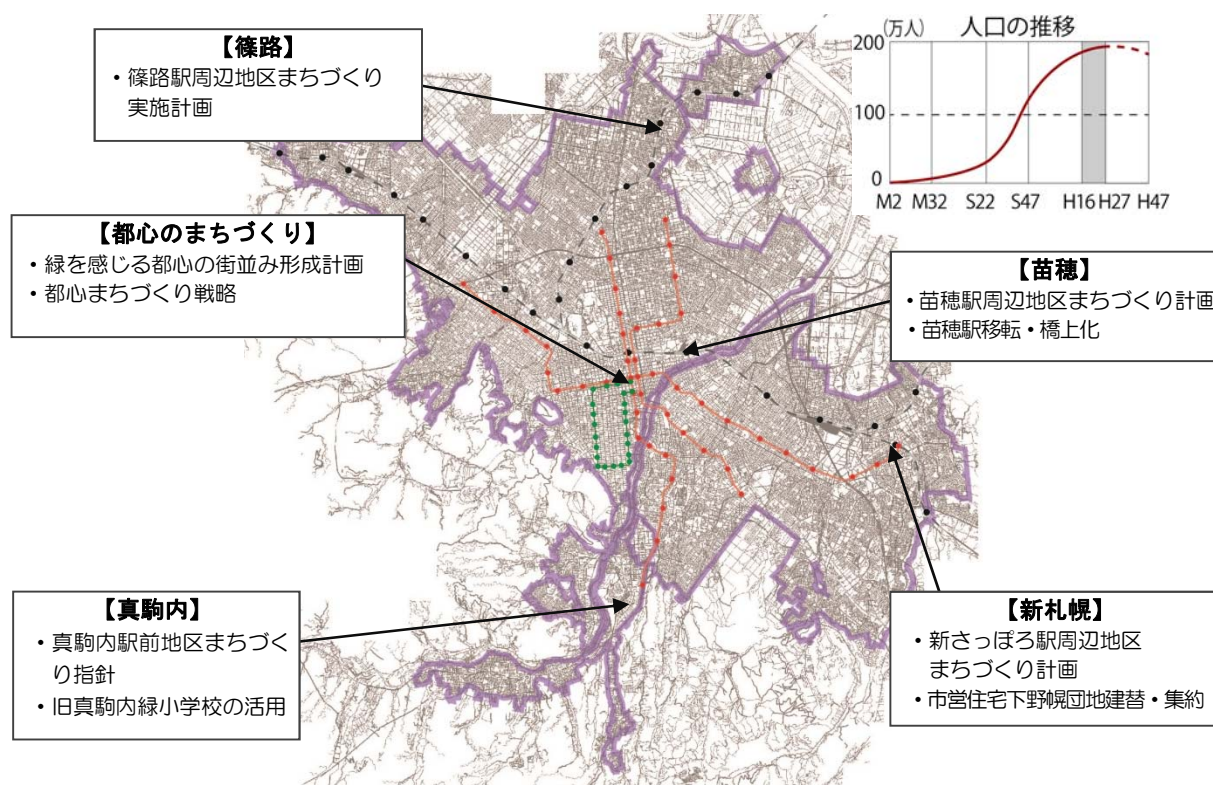 【篠路】
・篠路駅周辺地区まちづくり
実施計画
(万人)
人口の推移
200
100
0
M2 M32 S22 S47 H16 H27 H47
【都心のまちづくり】
・緑を感じる都心の街並み形成計画
・都心まちづくり戦略
【苗穂】
・苗穂駅周辺地区まちづくり計画
・苗穂駅移転・橋上化
【真駒内】
・真駒内駅前地区まちづく
り指針
・旧真駒内緑小学校の活用
【新札幌】
・新さっぽろ駅周辺地区
まちづくり計画
・市営住宅下野幌団地建替・集約